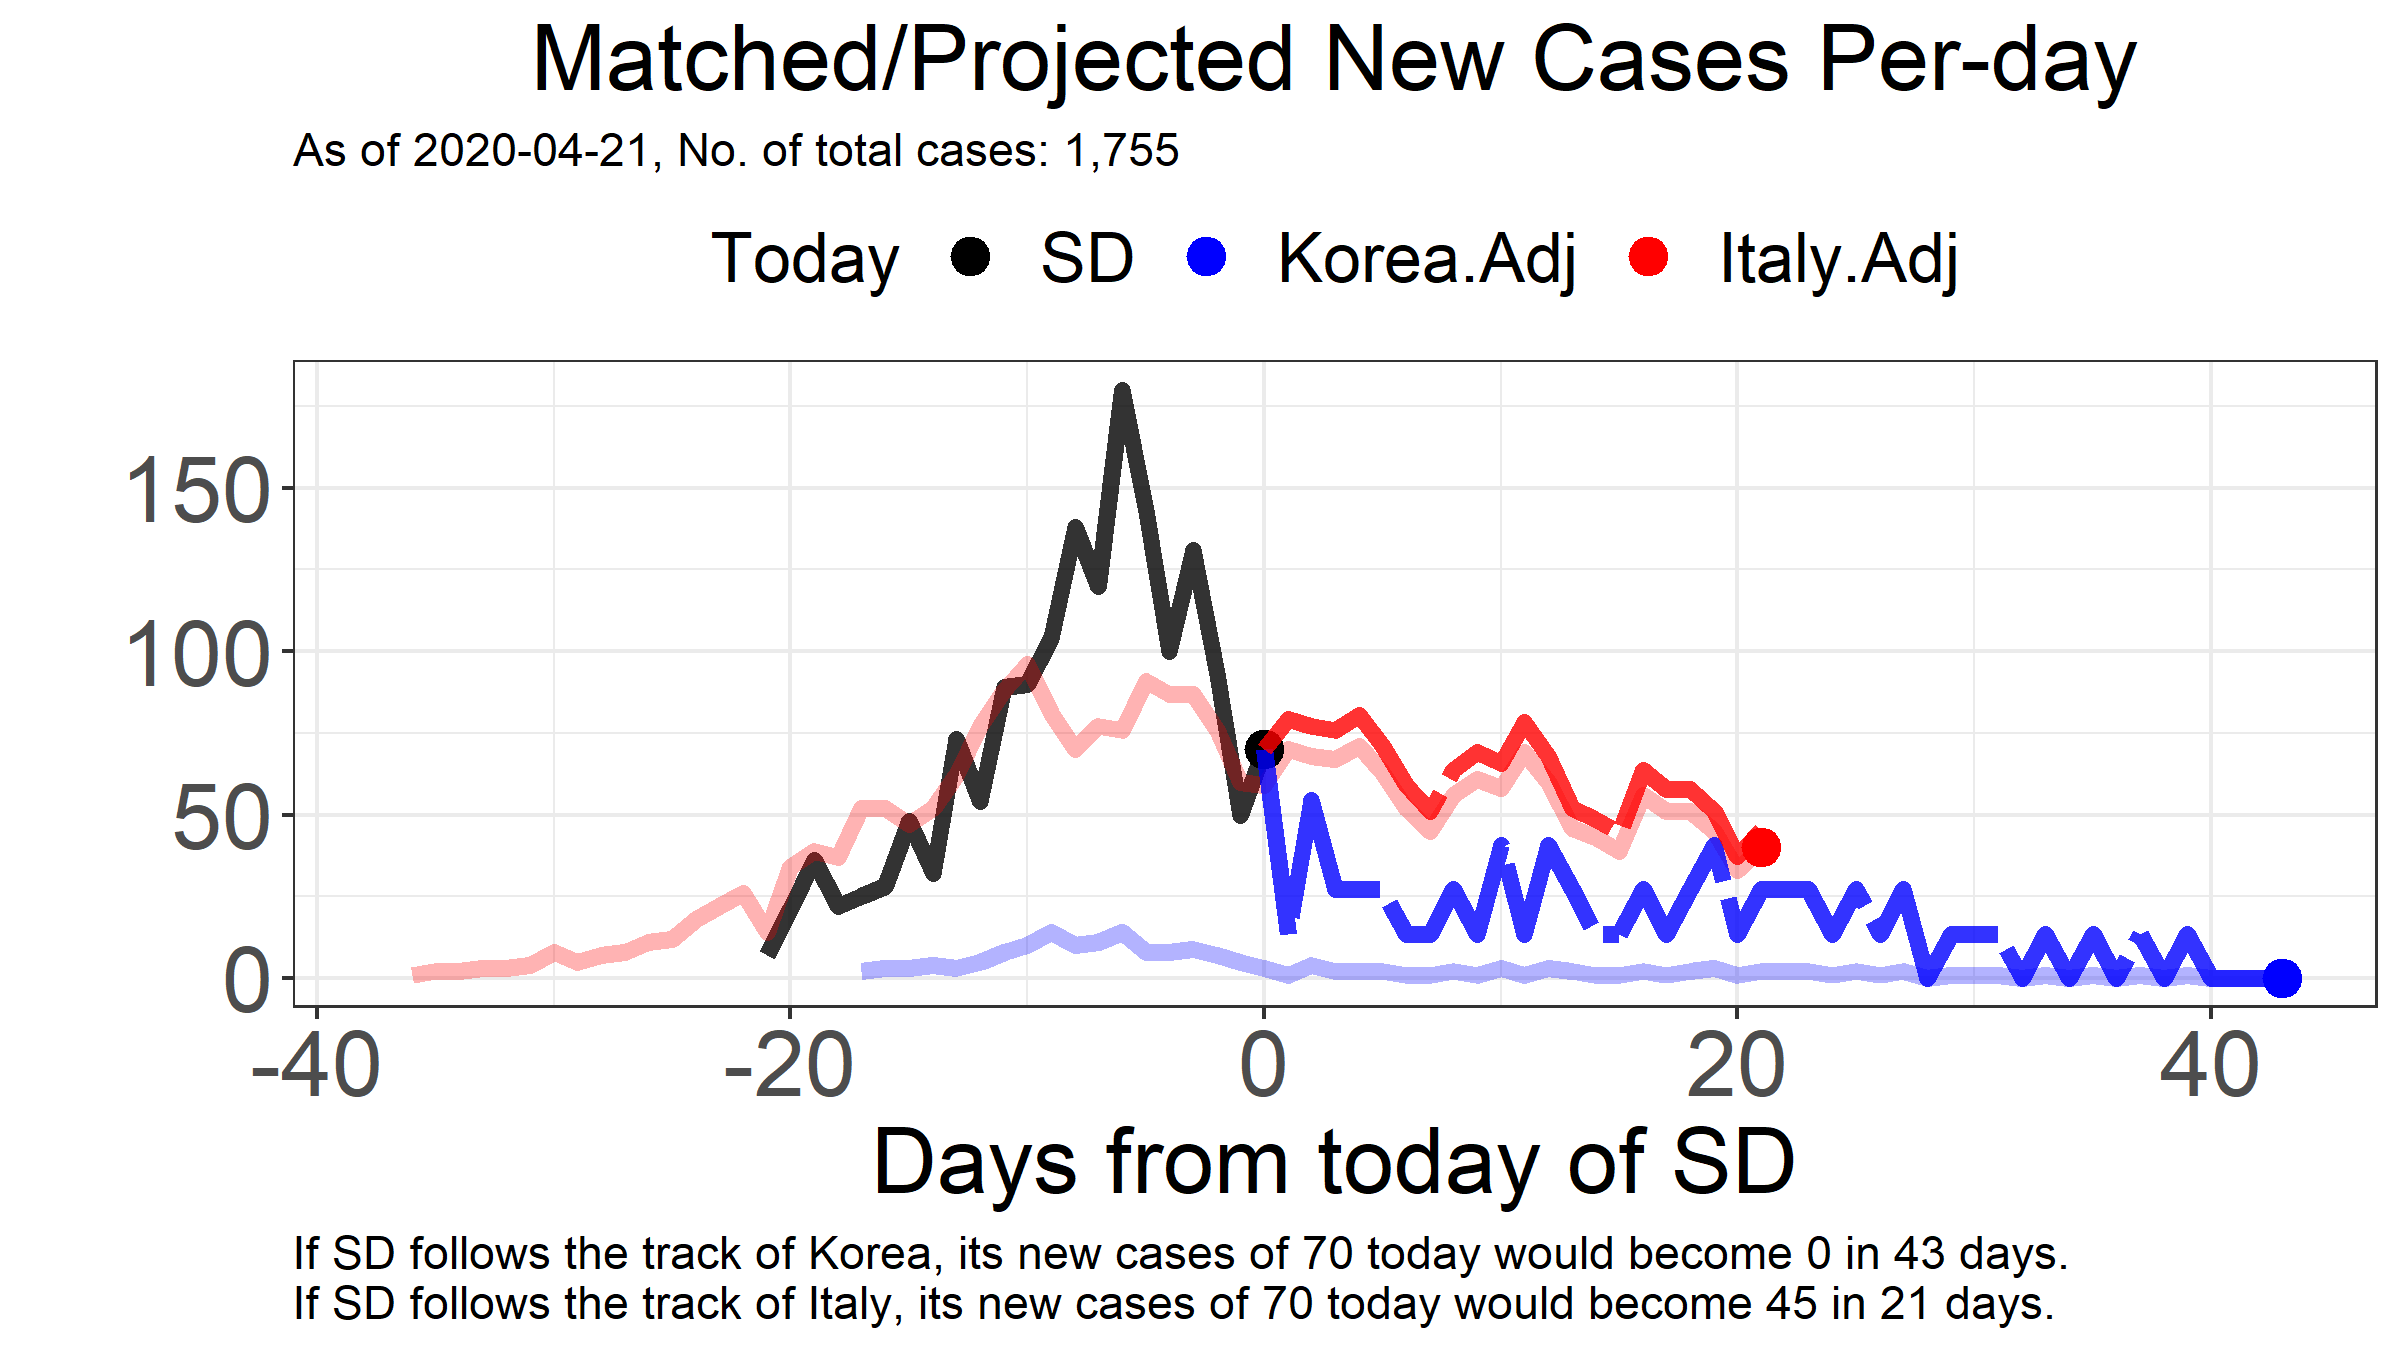 Matched/Projected New Cases Per-day
As of 2020-04-21, No. of total cases: 1,755
Today SD Korea.Adj Italy.Adj
150
100
50
0
-40 -20 0 20 40
Days from today of SD
If SD follows the track of Korea, its new cases of 70 today would become 0 in 43 days.
If SD follows the track of Italy, its new cases of 70 today would become 45 in 21 days.